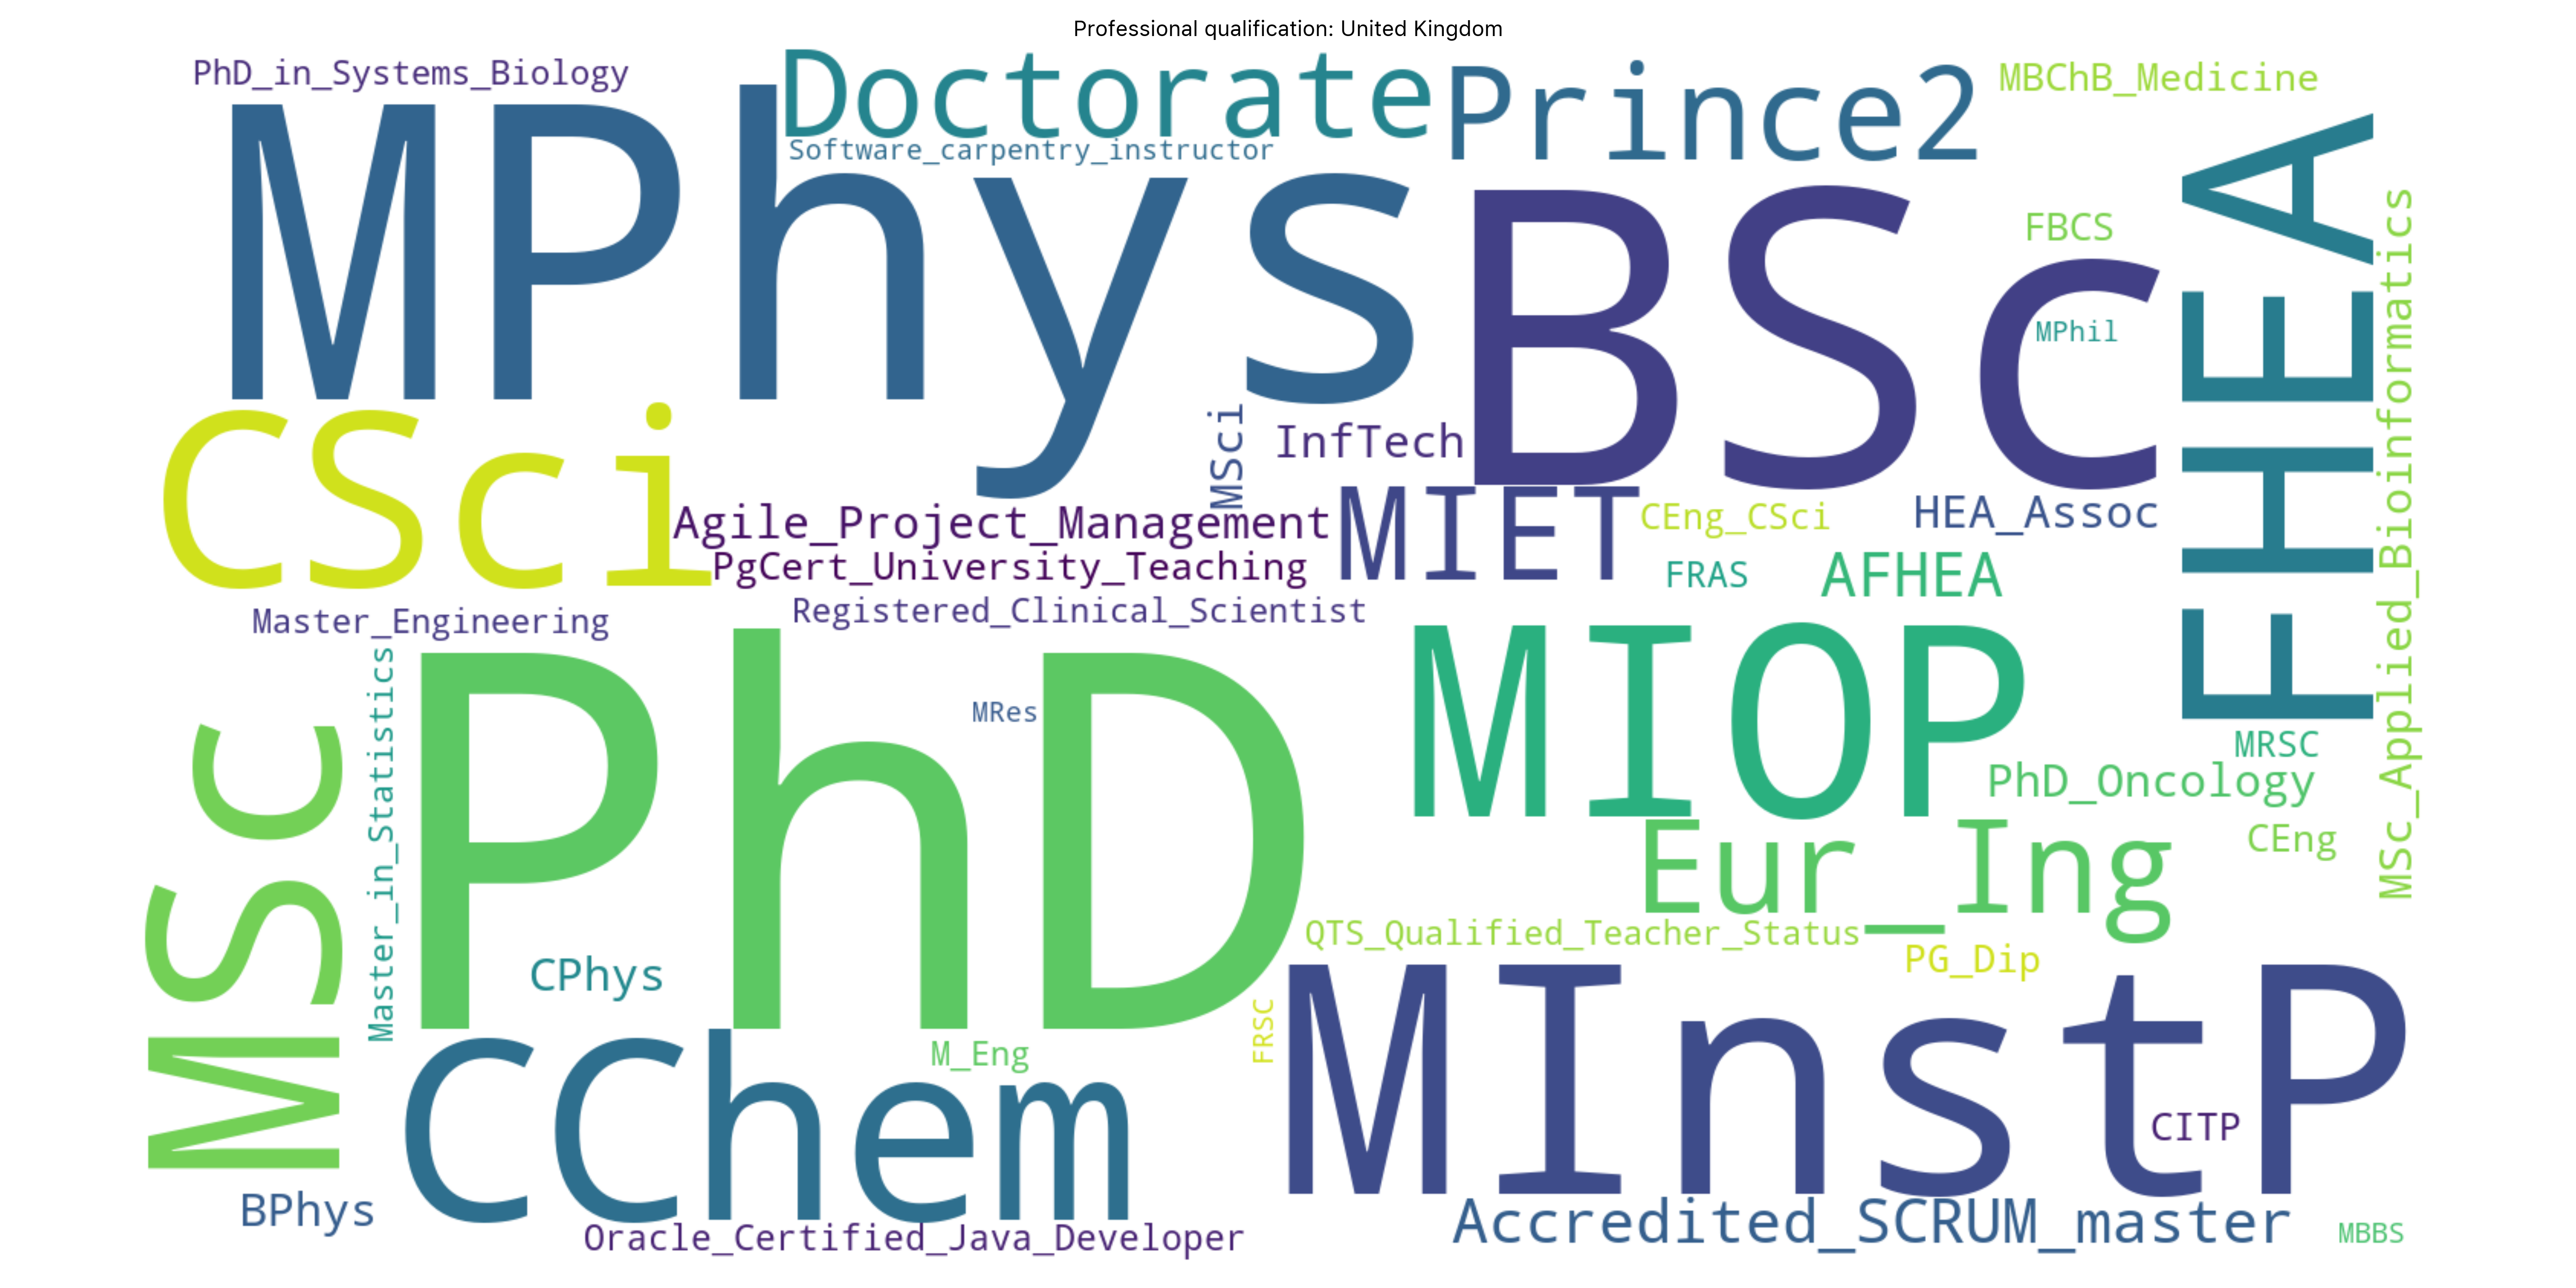 Professional qualification: United Kingdom
PhD_in_Systems_Biology
Doctorate
Prince2
MBChB_Medicine
Software_carpentry_instructor
MPhys
BSc
FBCS
FHEA
MPhil
MSc_Applied_Bioinformatics
CSci
MSci
InfTech
Agile_Project_Management
MIET
CEng_CSci
HEA_Assoc
PgCert_University_Teaching
FRAS
AFHEA
Master_Engineering
Registered_Clinical_Scientist
Master_in_Statistics
PhD
MRes
MIOP
MRSC
PhD_Oncology
MSc
Eur_Ing
CEng
QTS_Qualified_Teacher_Status
PG_Dip
CPhys
FRSC
M_Eng
CChem
MInstP
CITP
BPhys
Accredited_SCRUM_master
Oracle_Certified_Java_Developer
MBBS